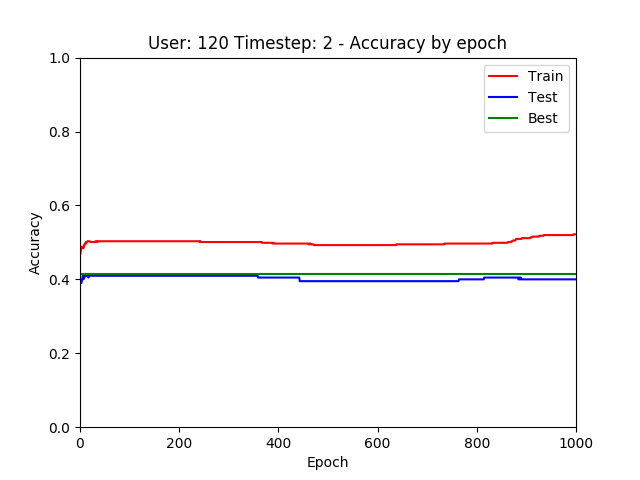 User: 120 Timestep: 2 - Accuracy by epoch
1.0
0.8
0.6
0.4
0.2
0.0
Accuracy
Train
Test
Best
0 200 400 600 800 1000
Epoch